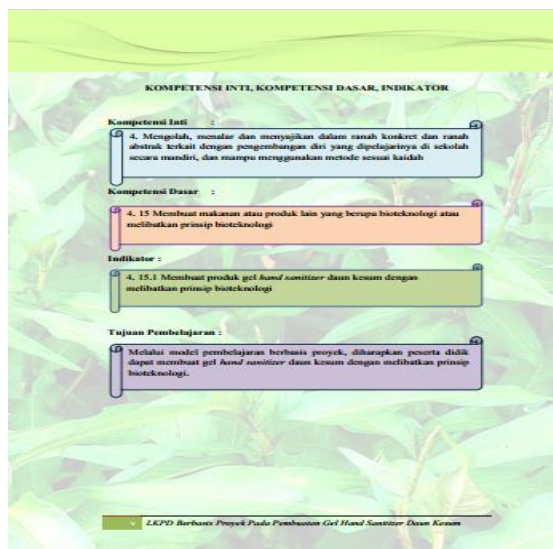 KOMPETENSI INTI, KOMPETENSI DASAR, INDIKATOR
Kompetensi Inti :
4. Mengolah, menalar dan menyajikan dalam ranah konkret dan ranah
abstrak terkait dengan pengembangan diri yang dipelajarinya di sekolah
secara mandiri, dan mampu menggunakan metode sesuai kaidah
Kompetensi Dasar :
4. 15 Membuat makanan atau produk lain yang berupa bioteknologi atau
melibatkan prinsip bioteknologi
Indikator :
4. 15.1 Membuat produk gel hand sanitizer daun kesum dengan
melibatkan prinsip bioteknologi
Tujuan Pembelajaran :
Melalui model pembelajaran berbasis proyek, diharapkan peserta didik
dapat membuat gel hand sanitizer daun kesum dengan melibatkan prinsip
bioteknologi.
LKPD Berbasis Proyek Pada Pembuatan Gel Hand Sanitizer Daun Kesum